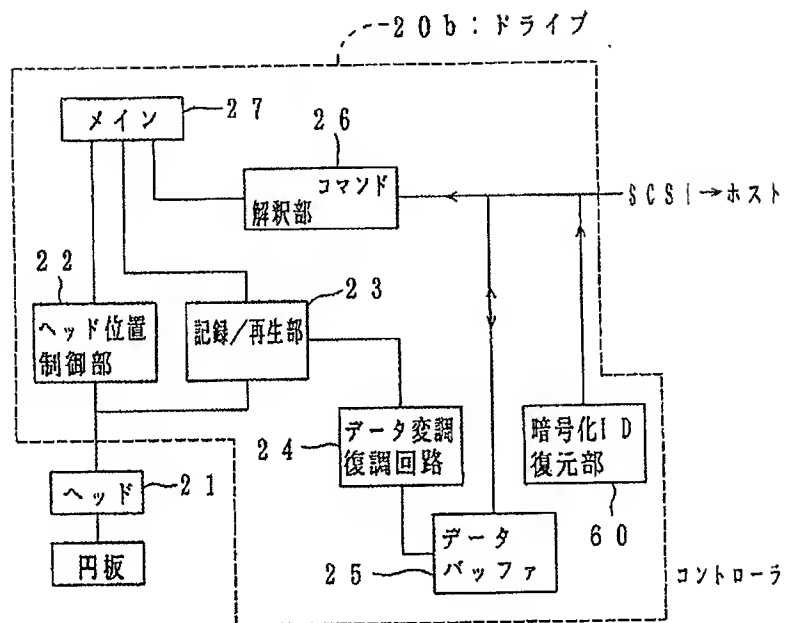 20b:ドライブ
メイン
27
26
コマンド
解釈部
SCSI→ホスト
22
23
ヘッド位置
制御部
記録/再生部
24
データ変調
復調回路
暗号化ID
復元部
ヘッド
21
60
円板
データ
バッファ
25
コントローラ